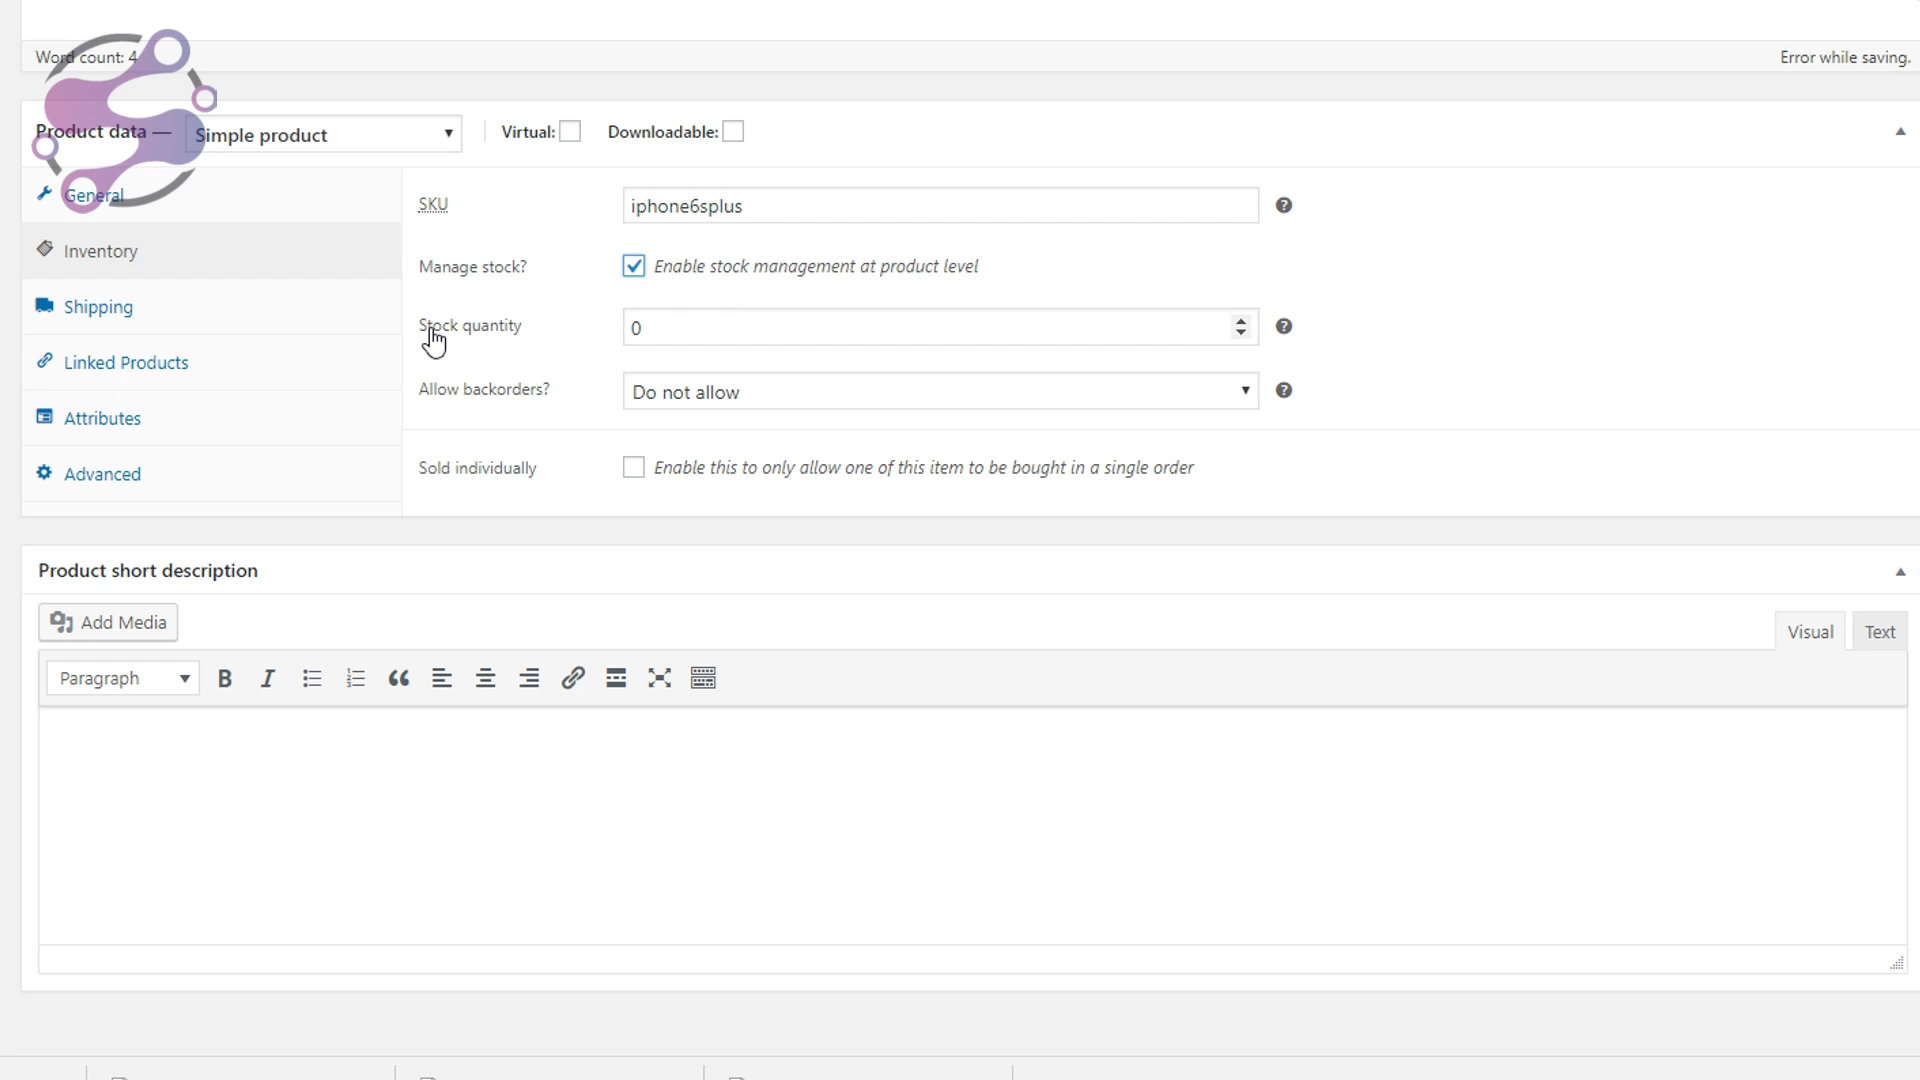 Word count: 4
Error while saving.
Product data —
Simple product
Virtual:
Downloadable:
General
SKU
iphone6splus
Inventory
Manage stock?
Enable stock management at product level
Shipping
Stock quantity
0
Linked Products
Allow backorders?
Do not allow
Attributes
Sold individually
Enable this to only allow one of this item to be bought in a single order
Advanced
Product short description
Add Media
Visual
Text
Paragraph